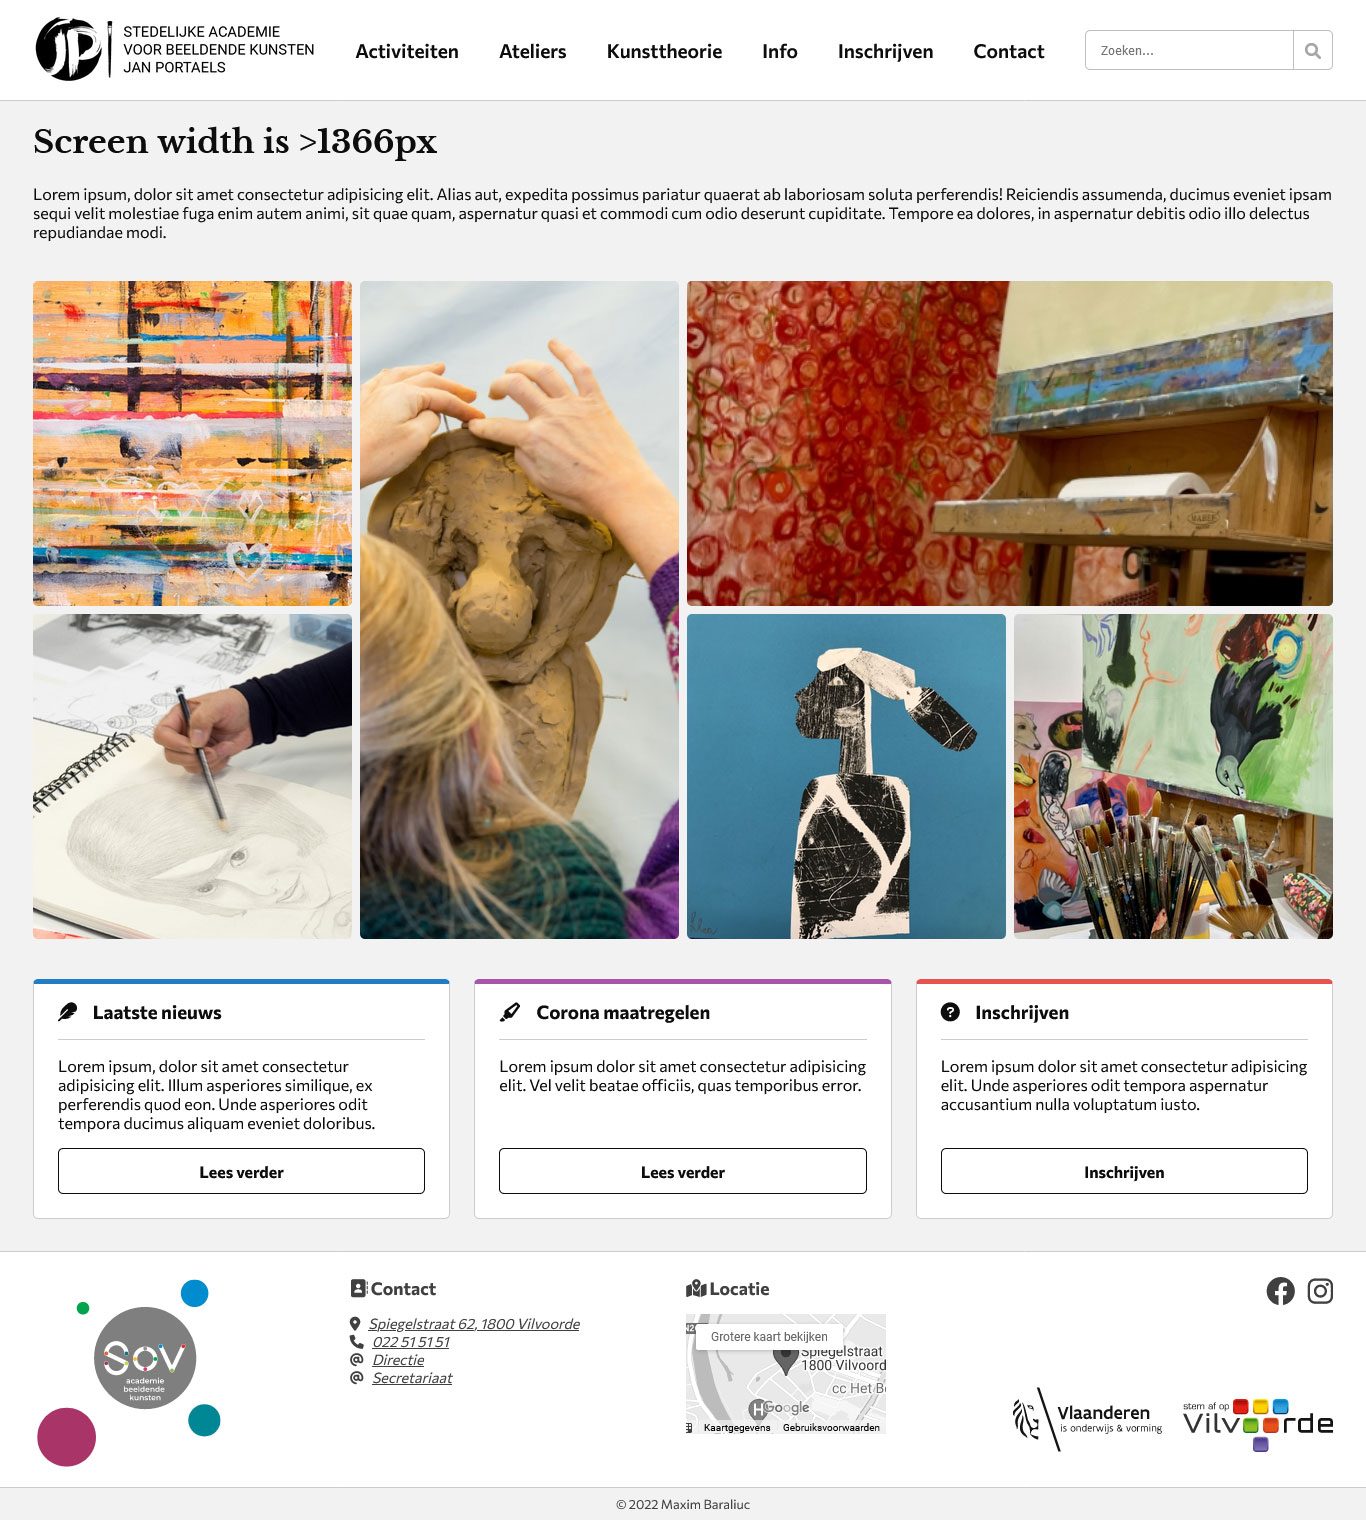 STEDELIJKE ACADEMIE
VOOR BEELDENDE KUNSTEN
JAN PORTAELS
Activiteiten Ateliers Kunsttheorie Info Inschrijven Contact
Zoeken...
Screen width is >1366px
Lorem ipsum, dolor sit amet consectetur adipisicing elit. Alias aut, expedita possimus pariatur quaerat ab laboriosam soluta perferendis! Reiciendis assumenda, ducimus eveniet ipsam
sequi velit molestiae fuga enim autem animi, sit quae quam, aspernatur quasi et commodi cum odio deserunt cupiditate. Tempore ea dolores, in aspernatur debitis odio illo delectus
repudiandae modi.
Laatste nieuws
Lorem ipsum, dolor sit amet consectetur
adipisicing elit. Illum asperiores similique, ex
perferendis quod eon. Unde asperiores odit
tempora ducimus aliquam eveniet doloribus.
Lees verder
Corona maatregelen
Lorem ipsum dolor sit amet consectetur adipisicing
elit. Vel velit beatae officiis, quas temporibus error.
Lees verder
Inschrijven
Lorem ipsum dolor sit amet consectetur adipisicing
elit. Unde asperiores odit tempora aspernatur
accusantium nulla voluptatum iusto.
Inschrijven
SOV
academie
beeldende
kunsten
Contact
Spiegelstraat 62, 1800 Vilvoorde
022 51 51 51
Directie
Secretariaat
Locatie
Grotere kaart bekijken
Spiegelstraat
1800 Vilvoord
cc Het Be
H
Google
Kaartgegevens Gebruiksvoorwaarden
Vlaanderen
is onderwijs & vorming
stem af op
Vilvoorde
© 2022 Maxim Baraliuc